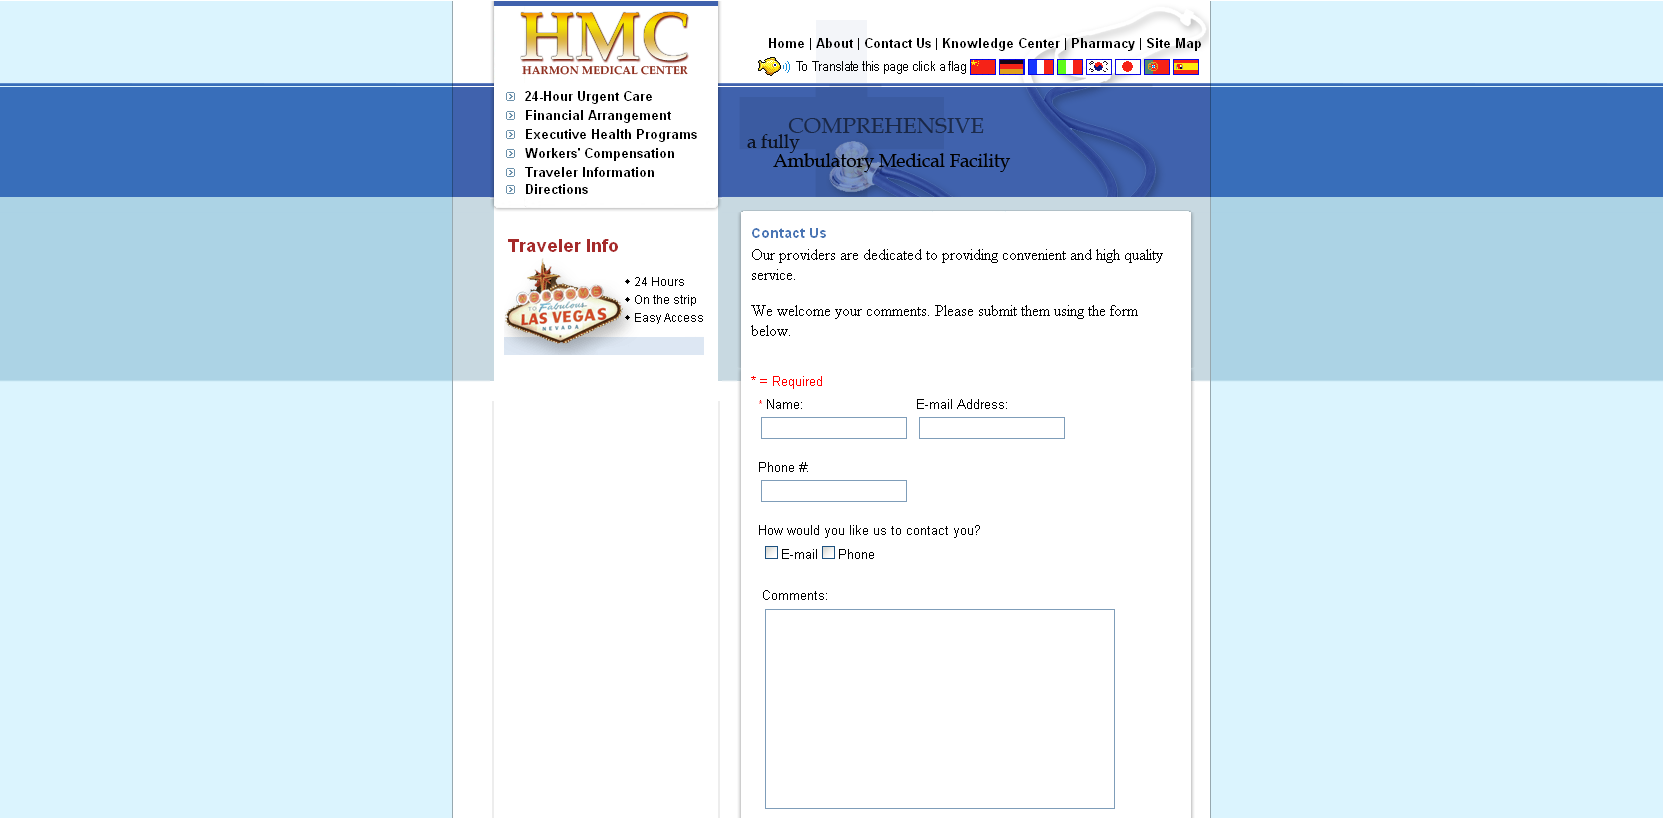 HMC
HARMON MEDICAL CENTER
Home | About | Contact Us | Knowledge Center | Pharmacy | Site Map
To Translate this page click a flag
24-Hour Urgent Care
Financial Arrangement
Executive Health Programs
Workers' Compensation
Traveler Information
Directions
COMPREHENSIVE
a fully
Ambulatory Medical Facility
Traveler Info
WELCOME
TO Fabulous
LAS VEGAS
NEVADA
24 Hours
On the strip
Easy Access
Contact Us
Our providers are dedicated to providing convenient and high quality
service.
We welcome your comments. Please submit them using the form
below.
* = Required
* Name: E-mail Address:
Phone #:
How would you like us to contact you?
E-mail Phone
Comments: